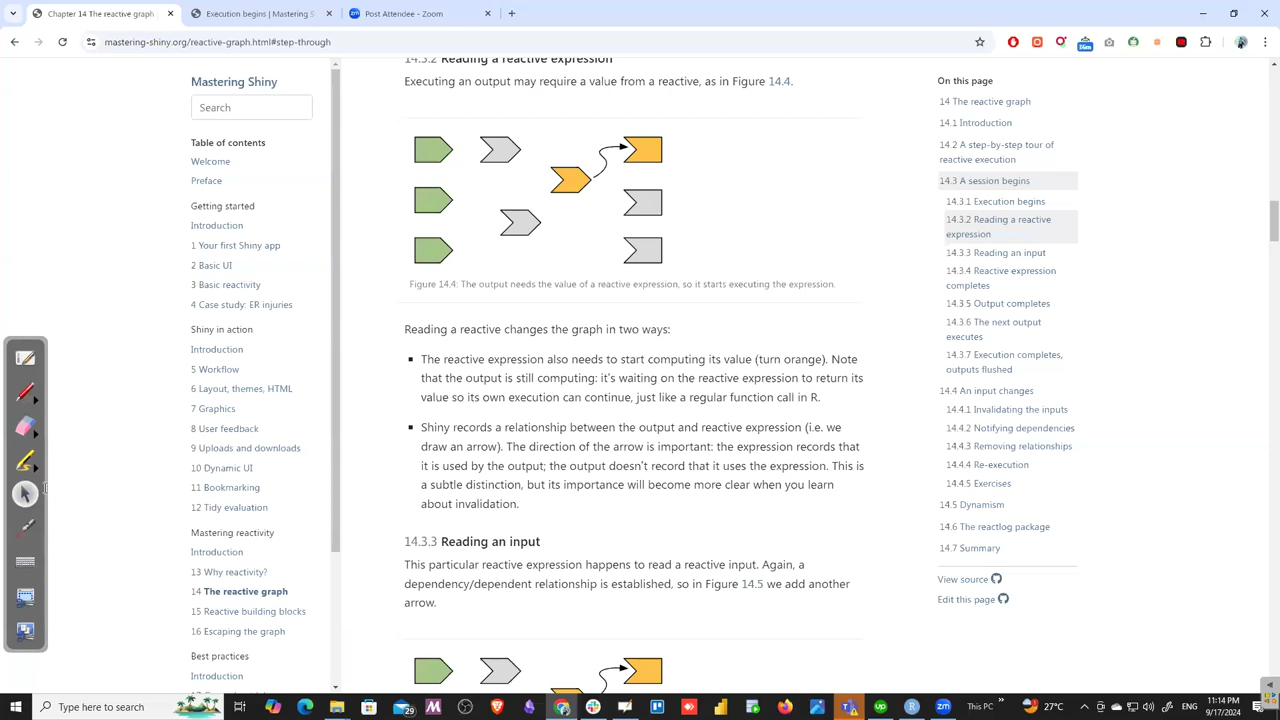 Chapter 14 The reactive graph
Execution begins | Mastering S
Post Attendee - Zoom
mastering-shiny.org/reactive-graph.html#step-through
Mastering Shiny
Search
Table of contents
Welcome
Preface
Getting started
Introduction
1 Your first Shiny app
2 Basic UI
3 Basic reactivity
4 Case study: ER injuries
Shiny in action
Introduction
5 Workflow
6 Layout, themes, HTML
7 Graphics
8 User feedback
9 Uploads and downloads
10 Dynamic UI
11 Bookmarking
12 Tidy evaluation
Mastering reactivity
Introduction
13 Why reactivity?
14 The reactive graph
15 Reactive building blocks
16 Escaping the graph
Best practices
Introduction
14.3.2 Reading a reactive expression
Executing an output may require a value from a reactive, as in Figure 14.4.
Figure 14.4: The output needs the value of a reactive expression, so it starts executing the expression.
Reading a reactive changes the graph in two ways:
The reactive expression also needs to start computing its value (turn orange). Note
that the output is still computing: it's waiting on the reactive expression to return its
value so its own execution can continue, just like a regular function call in R.
Shiny records a relationship between the output and reactive expression (i.e. we
draw an arrow). The direction of the arrow is important: the expression records that
it is used by the output; the output doesn't record that it uses the expression. This is
a subtle distinction, but its importance will become more clear when you learn
about invalidation.
14.3.3 Reading an input
This particular reactive expression happens to read a reactive input. Again, a
dependency/dependent relationship is established, so in Figure 14.5 we add another
arrow.
On this page
14 The reactive graph
14.1 Introduction
14.2 A step-by-step tour of
reactive execution
14.3 A session begins
14.3.1 Execution begins
14.3.2 Reading a reactive
expression
14.3.3 Reading an input
14.3.4 Reactive expression
completes
14.3.5 Output completes
14.3.6 The next output
executes
14.3.7 Execution completes,
outputs flushed
14.4 An input changes
14.4.1 Invalidating the inputs
14.4.2 Notifying dependencies
14.4.3 Removing relationships
14.4.4 Re-execution
14.4.5 Exercises
14.5 Dynamism
14.6 The reactlog package
14.7 Summary
View source
Edit this page
Type here to search
29
This PC
27°C
11:14 PM
9/17/2024